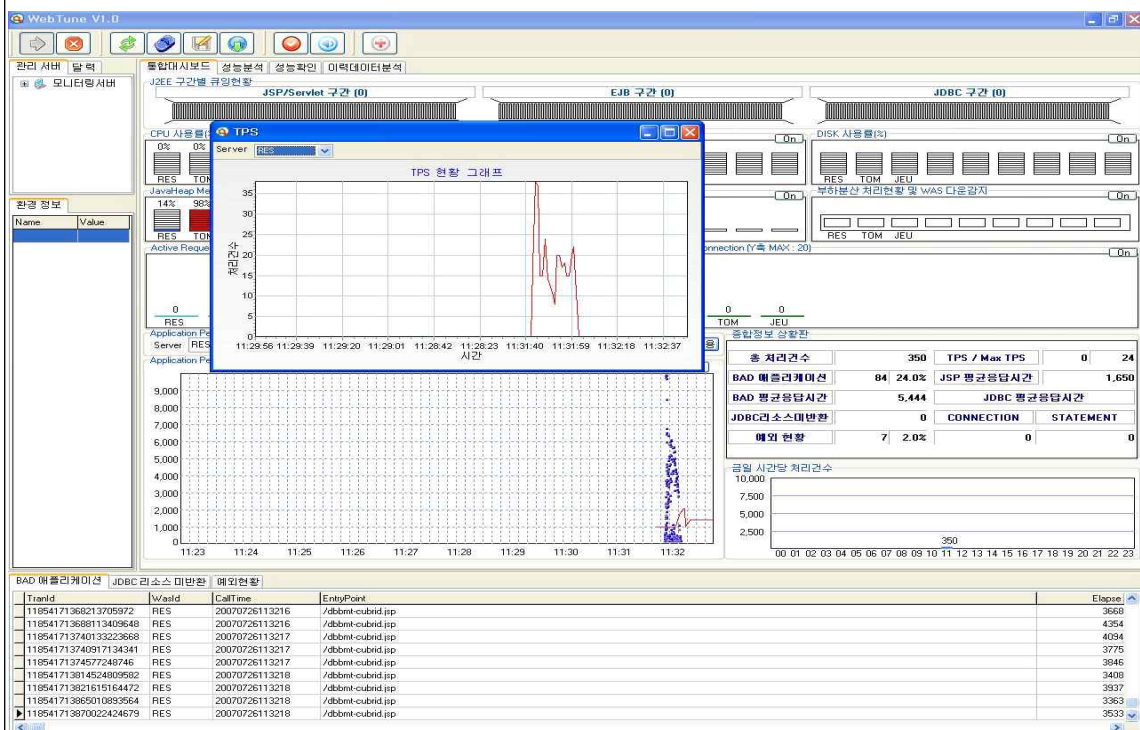 WebTune V1.0
관리 서버 달력
통합대시보드 성능분석 성능확인 이력데이터분석
모니터링서버
J2EE 구간별 큐잉현황
JSP/Servlet 구간 (0) EJB 구간 (0) JDBC 구간 (0)
CPU 사용률(
On
DISK 사용률(%)
On
0% 0%
RES TOM
RES TOM JEU
TPS
Server RES
TPS 현황 그래프
처리건수
35
30
25
20
15
10
5
0
11:29:56 11:29:39 11:29:20 11:29:01 11:28:42 11:28:23 11:31:40 11:31:59 11:32:18 11:32:37
시간
JavaHeap Me
On
부하분산 처리현황 및 WAS 다운감지
On
14% 98%
RES TOM
RES TOM JEU
환경 정보
Name Value
Active Reque
nnection (Y축 MAX : 20)
On
0
RES
0 0
TOM JEU
Application Pe
Server RES
용
Application Pe
9,000
8,000
7,000
6,000
5,000
4,000
3,000
2,000
1,000
0
11:23 11:24 11:25 11:26 11:27 11:28 11:29 11:30 11:31 11:32
종합정보 상황판
총 처리건수 350 TPS / Max TPS 0 24
BAD 애플리케이션 84 24.0% JSP 평균응답시간 1,650
BAD 평균응답시간 5,444 JDBC 평균응답시간
JDBC리소스미반환 0 CONNECTION STATEMENT
예외 현황 7 2.0% 0 0
금일 시간당 처리건수
10,000
7,500
5,000
2,500
350
00 01 02 03 04 05 06 07 08 09 10 11 12 13 14 15 16 17 18 19 20 21 22 23
BAD 애플리케이션 JDBC 리소스 미반환 예외현황
TranId WasId CallTime EntryPoint Elapse
11854171368213705972 RES 20070726113216 /dbbmt-cubrid.jsp 3668
118541713688113409648 RES 20070726113216 /dbbmt-cubrid.jsp 4354
118541713740133223668 RES 20070726113217 /dbbmt-cubrid.jsp 4094
118541713740917134341 RES 20070726113217 /dbbmt-cubrid.jsp 3775
11854171374577248746 RES 20070726113217 /dbbmt-cubrid.jsp 3846
11854171381452480958​2 RES 20070726113218 /dbbmt-cubrid.jsp 3408
118541713821615164472 RES 20070726113218 /dbbmt-cubrid.jsp 3937
118541713865010893564 RES 20070726113218 /dbbmt-cubrid.jsp 3363
118541713870022424679 RES 20070726113218 /dbbmt-cubrid.jsp 3533